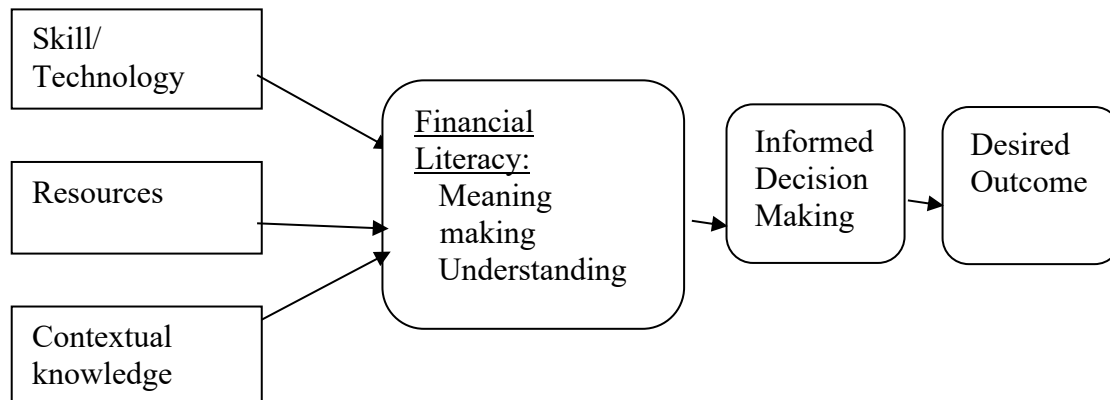 Skill/
Technology
Resources
Contextual
knowledge
Financial
Literacy:
Meaning
making
Understanding
Informed
Decision
Making
Desired
Outcome